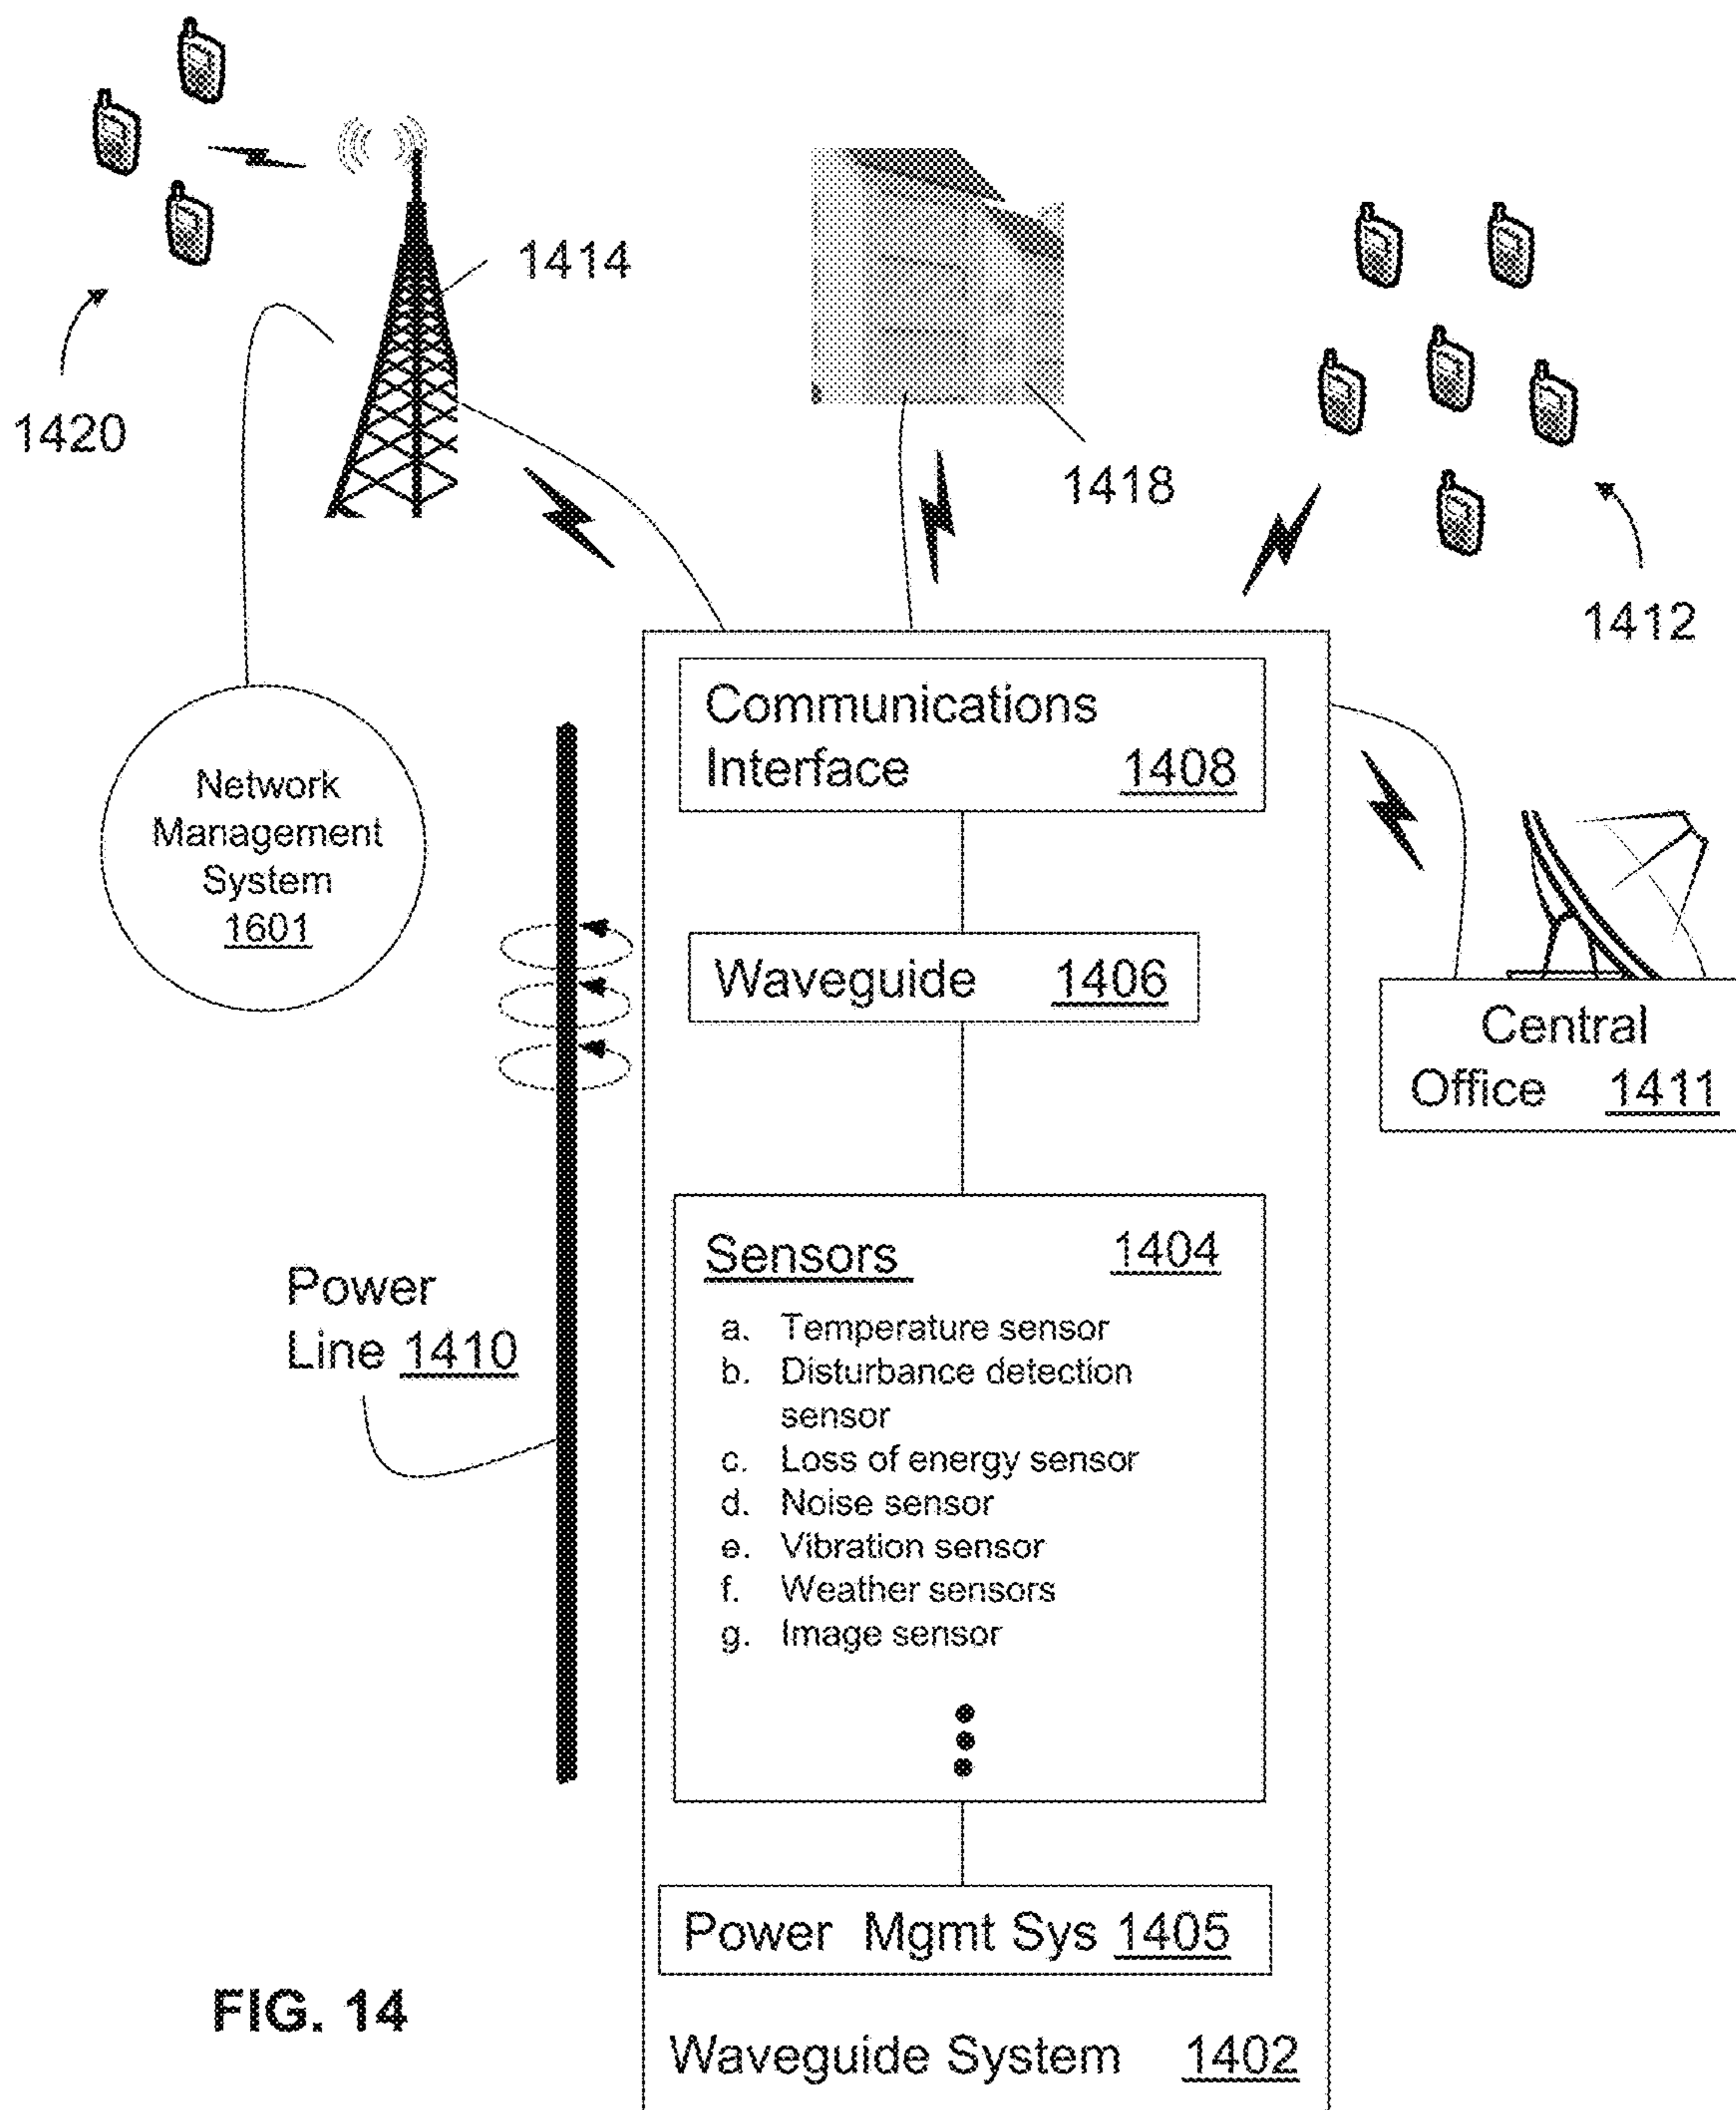 1414
1420
1418
1412
Communications
Interface 1408
Network
Management
System
1601
Waveguide 1406
Central
Office 1411
Power
Line 1410
Sensors 1404
a. Temperature sensor
b. Disturbance detection
sensor
c. Loss of energy sensor
d. Noise sensor
e. Vibration sensor
f. Weather sensors
g. Image sensor
Power Mgmt Sys 1405
FIG. 14
Waveguide System 1402